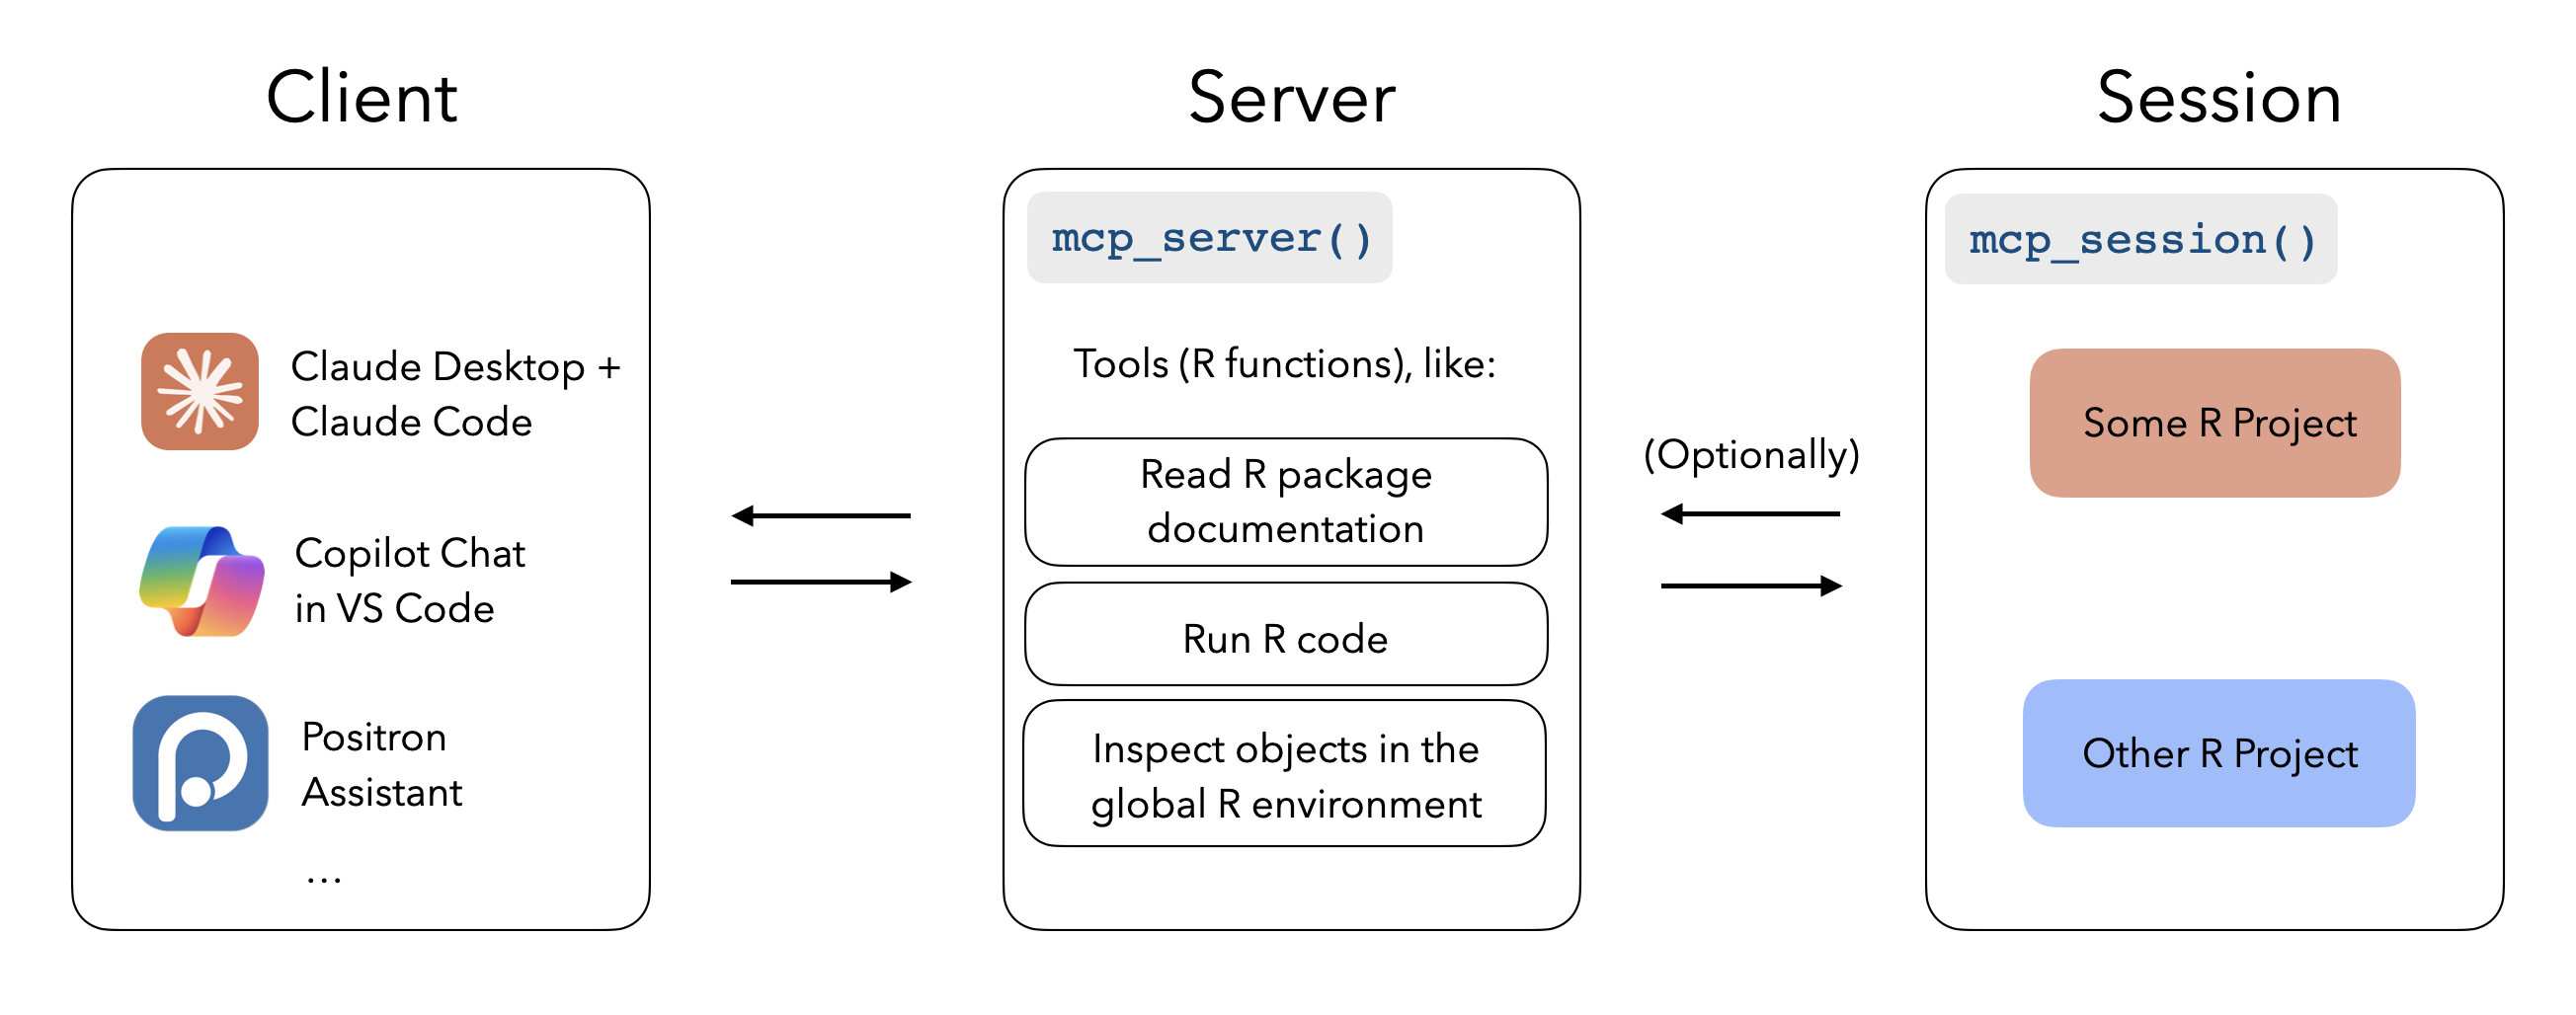 Client
Claude Desktop +
Claude Code
Copilot Chat
in VS Code
Positron
Assistant
...
Server
mcp_server()
Tools (R functions), like:
Read R package
documentation
Run R code
Inspect objects in the
global R environment
(Optionally)
Session
mcp_session()
Some R Project
Other R Project